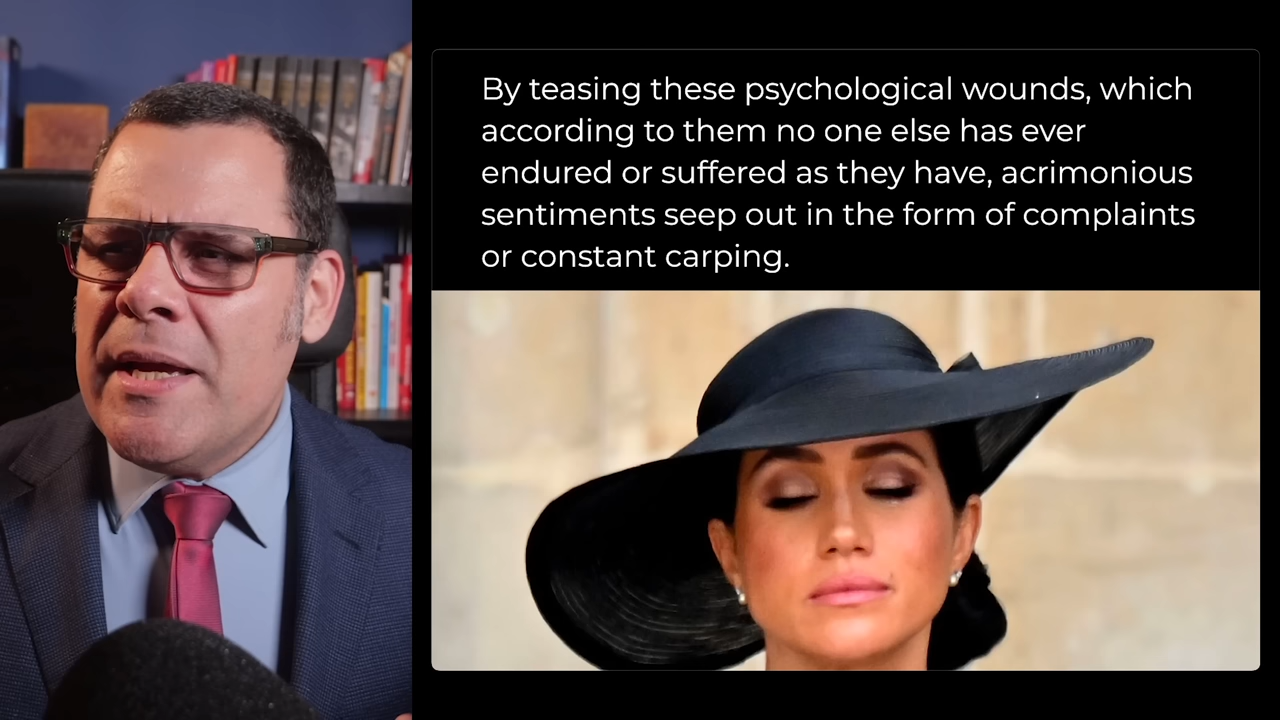 By teasing these psychological wounds, which
according to them no one else has ever
endured or suffered as they have, acrimonious
sentiments seep out in the form of complaints
or constant carping.